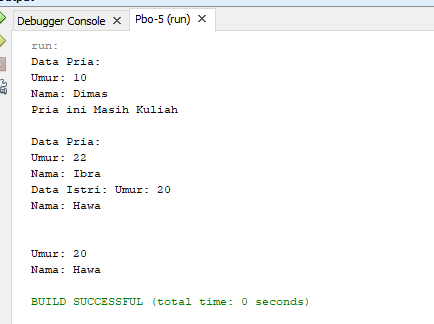 Debugger Console × Pbo-5 (run) ×
run:
Data Pria:
Umur: 10
Nama: Dimas
Pria ini Masih Kuliah
Data Pria:
Umur: 22
Nama: Ibra
Data Istri: Umur: 20
Nama: Hawa
Umur: 20
Nama: Hawa
BUILD SUCCESSFUL (total time: 0 seconds)